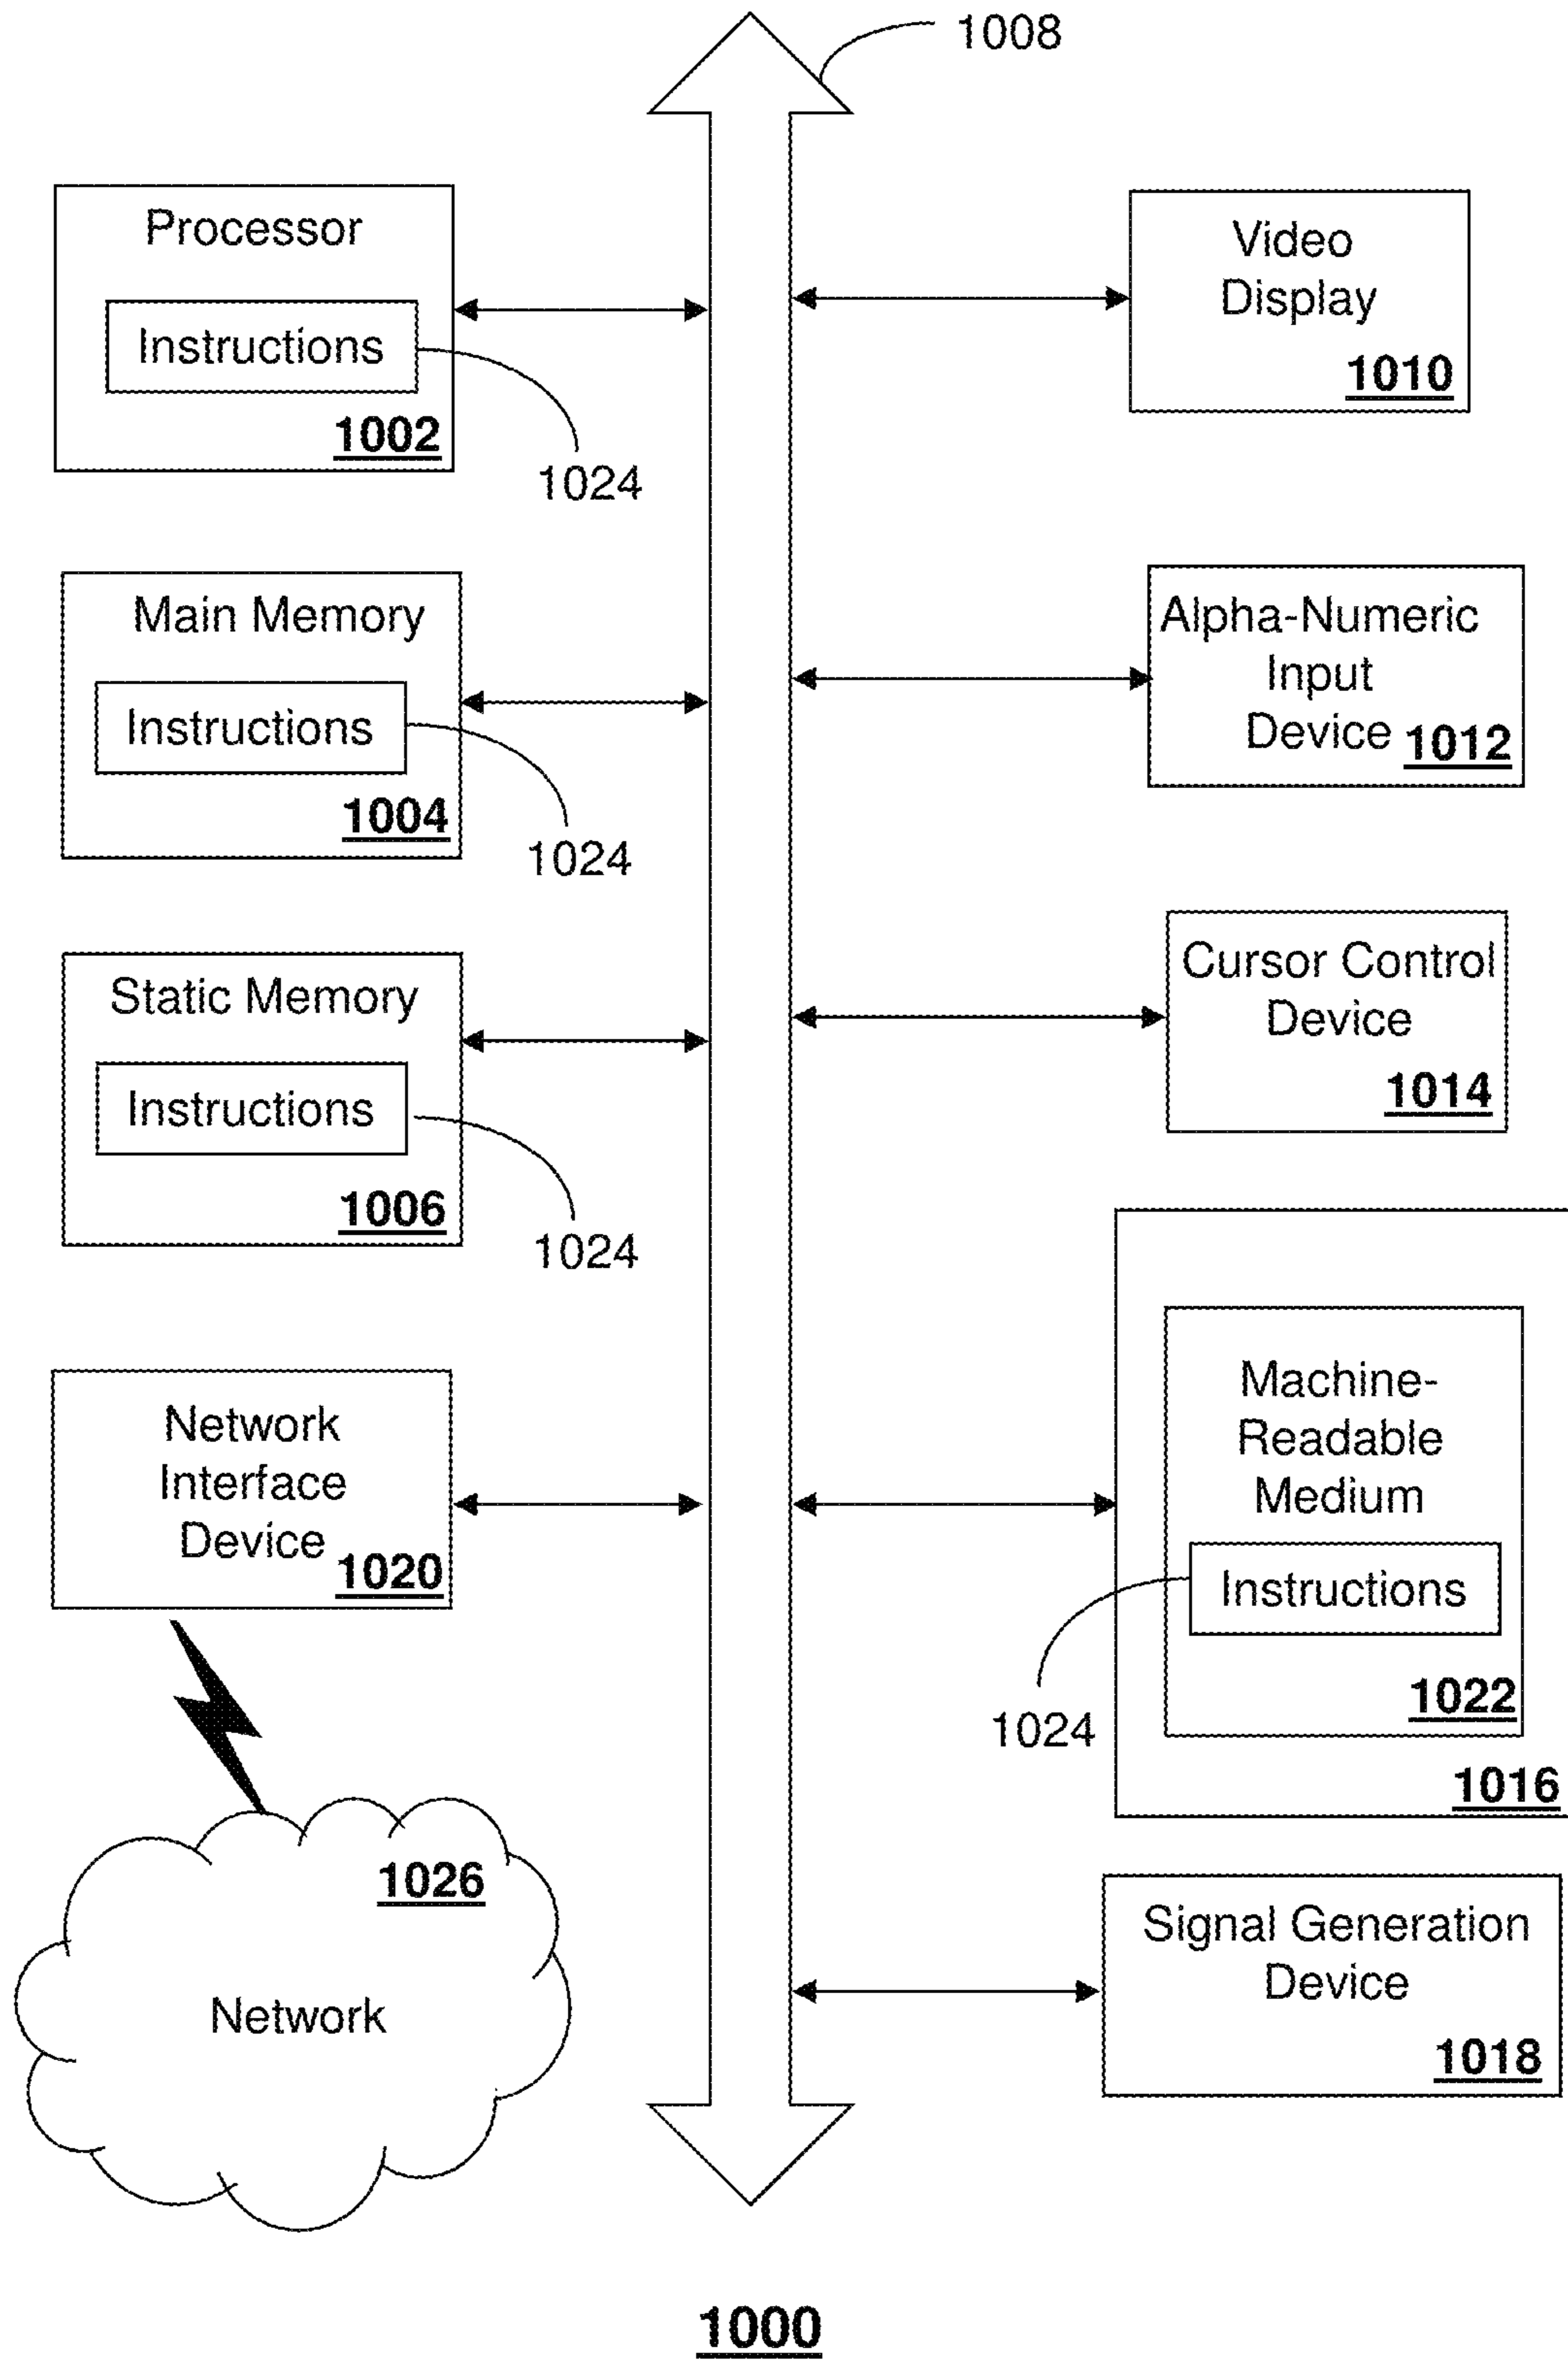 1008
Processor
Instructions
1002
1024
Main Memory
Instructions
1004
1024
Static Memory
Instructions
1006
1024
Network
Interface
Device
1020
1026
Network
Video
Display
1010
Alpha-Numeric
Input
Device
1012
Cursor Control
Device
1014
Machine-
Readable
Medium
Instructions
1024
1022
1016
Signal Generation
Device
1018
1000